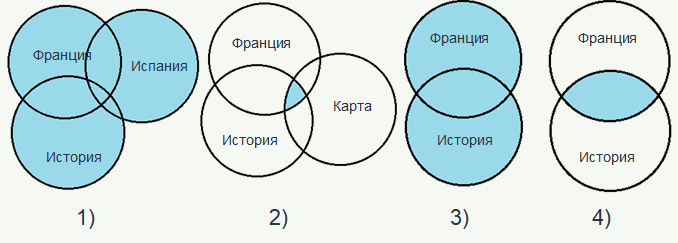 Франция
Испания
История
1)
Франция
История
Карта
2)
Франция
История
3)
Франция
История
4)